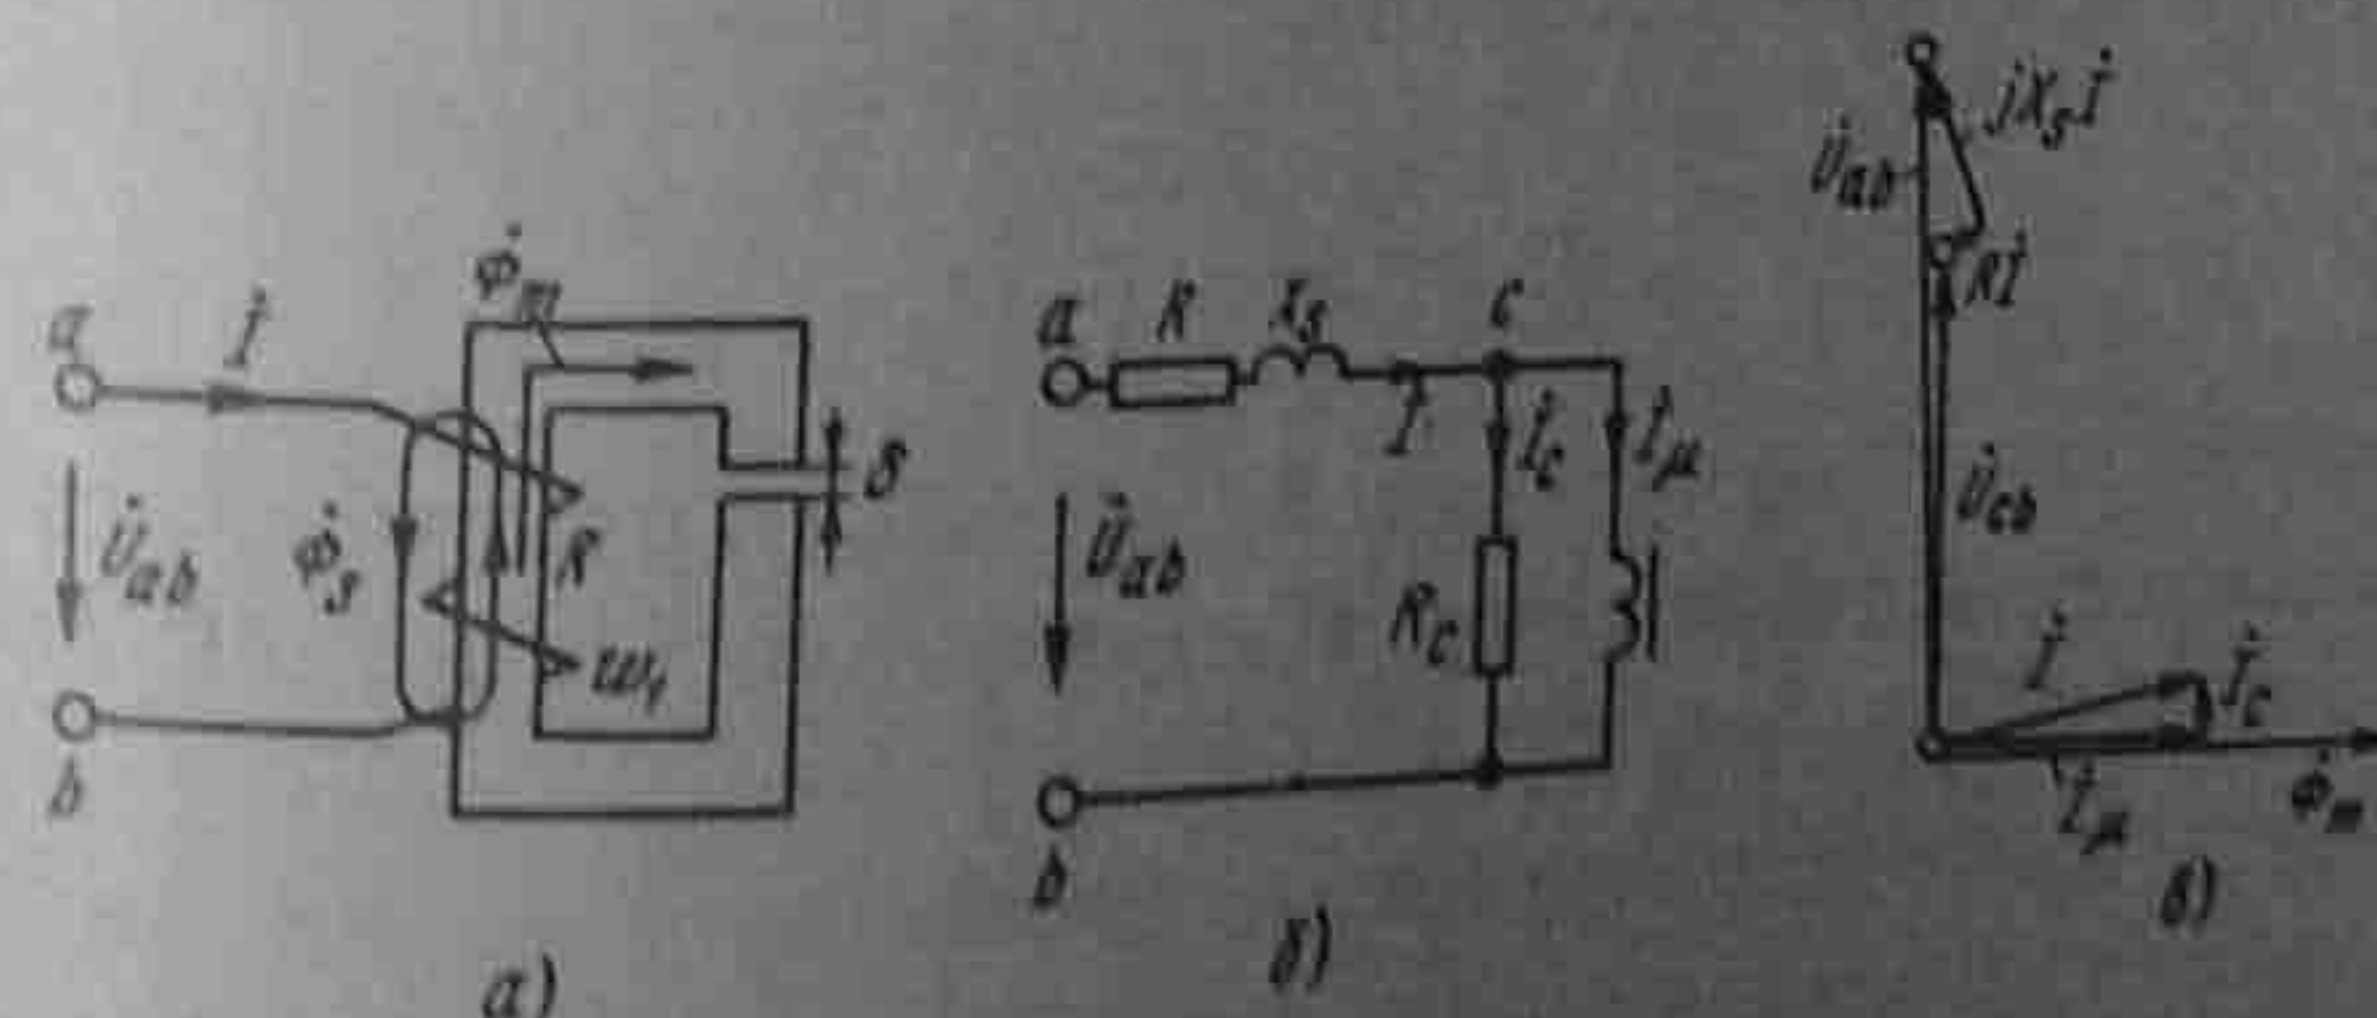 a
İ
Φ̇m
U̇ab
Φ̇s
R
w₁
δ
b
а)
a
R
xs
c
İ
İc
İμ
U̇ab
Rc
b
б)
jXsİ
U̇ab
Rİ
U̇cb
İ
İc
İμ
Φ̇m
в)